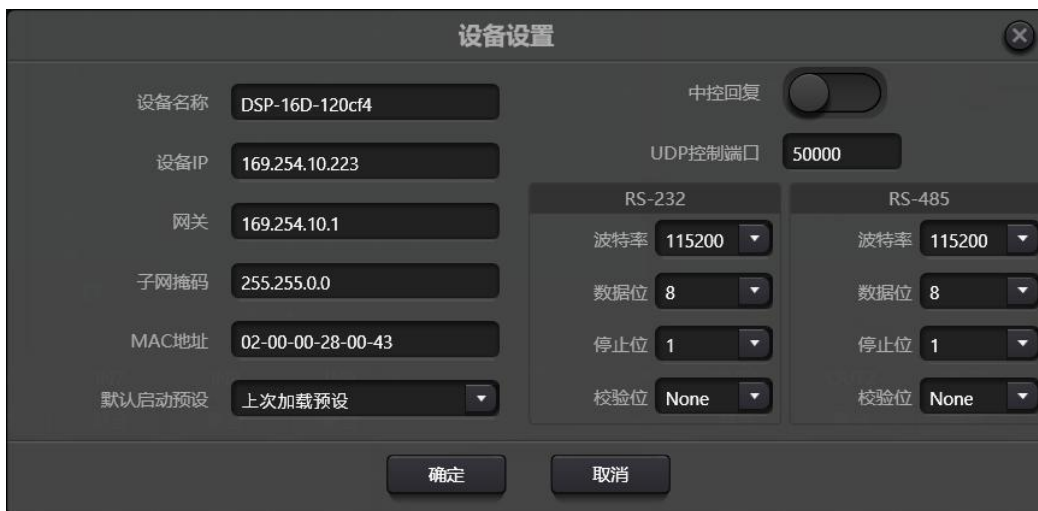 设备设置
设备名称 DSP-16D-120cf4
设备IP 169.254.10.223
网关 169.254.10.1
子网掩码 255.255.0.0
MAC地址 02-00-00-28-00-43
默认启动预设 上次加载预设
中控回复
UDP控制端口 50000
RS-232
波特率 115200
数据位 8
停止位 1
校验位 None
RS-485
波特率 115200
数据位 8
停止位 1
校验位 None
确定 取消